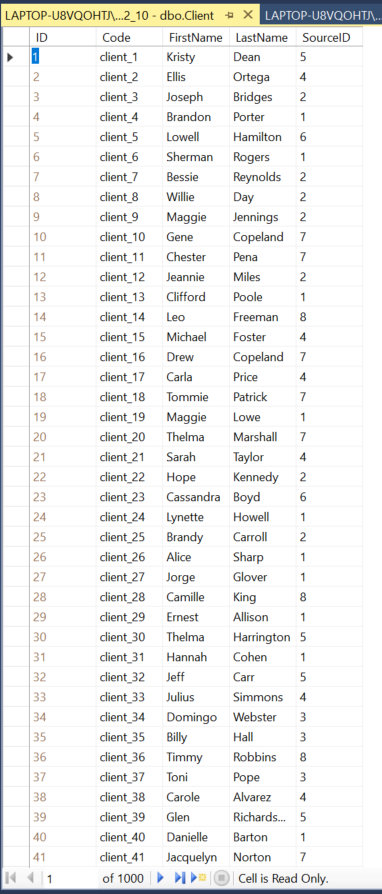 LAPTOP-U8VQOHTJ\...2_10 - dbo.Client LAPTOP-U8VQOHTJ\
ID Code FirstName LastName SourceID
1 client_1 Kristy Dean 5
2 client_2 Ellis Ortega 4
3 client_3 Joseph Bridges 2
4 client_4 Brandon Porter 1
5 client_5 Lowell Hamilton 6
6 client_6 Sherman Rogers 1
7 client_7 Bessie Reynolds 2
8 client_8 Willie Day 2
9 client_9 Maggie Jennings 2
10 client_10 Gene Copeland 7
11 client_11 Chester Pena 7
12 client_12 Jeannie Miles 2
13 client_13 Clifford Poole 1
14 client_14 Leo Freeman 8
15 client_15 Michael Foster 4
16 client_16 Drew Copeland 7
17 client_17 Carla Price 4
18 client_18 Tommie Patrick 7
19 client_19 Maggie Lowe 1
20 client_20 Thelma Marshall 7
21 client_21 Sarah Taylor 4
22 client_22 Hope Kennedy 2
23 client_23 Cassandra Boyd 6
24 client_24 Lynette Howell 1
25 client_25 Brandy Carroll 2
26 client_26 Alice Sharp 1
27 client_27 Jorge Glover 1
28 client_28 Camille King 8
29 client_29 Ernest Allison 1
30 client_30 Thelma Harrington 5
31 client_31 Hannah Cohen 1
32 client_32 Jeff Carr 5
33 client_33 Julius Simmons 4
34 client_34 Domingo Webster 3
35 client_35 Billy Hall 3
36 client_36 Timmy Robbins 8
37 client_37 Toni Pope 3
38 client_38 Carole Alvarez 4
39 client_39 Glen Richards... 5
40 client_40 Danielle Barton 1
41 client_41 Jacquelyn Norton 7
1 of 1000 Cell is Read Only.